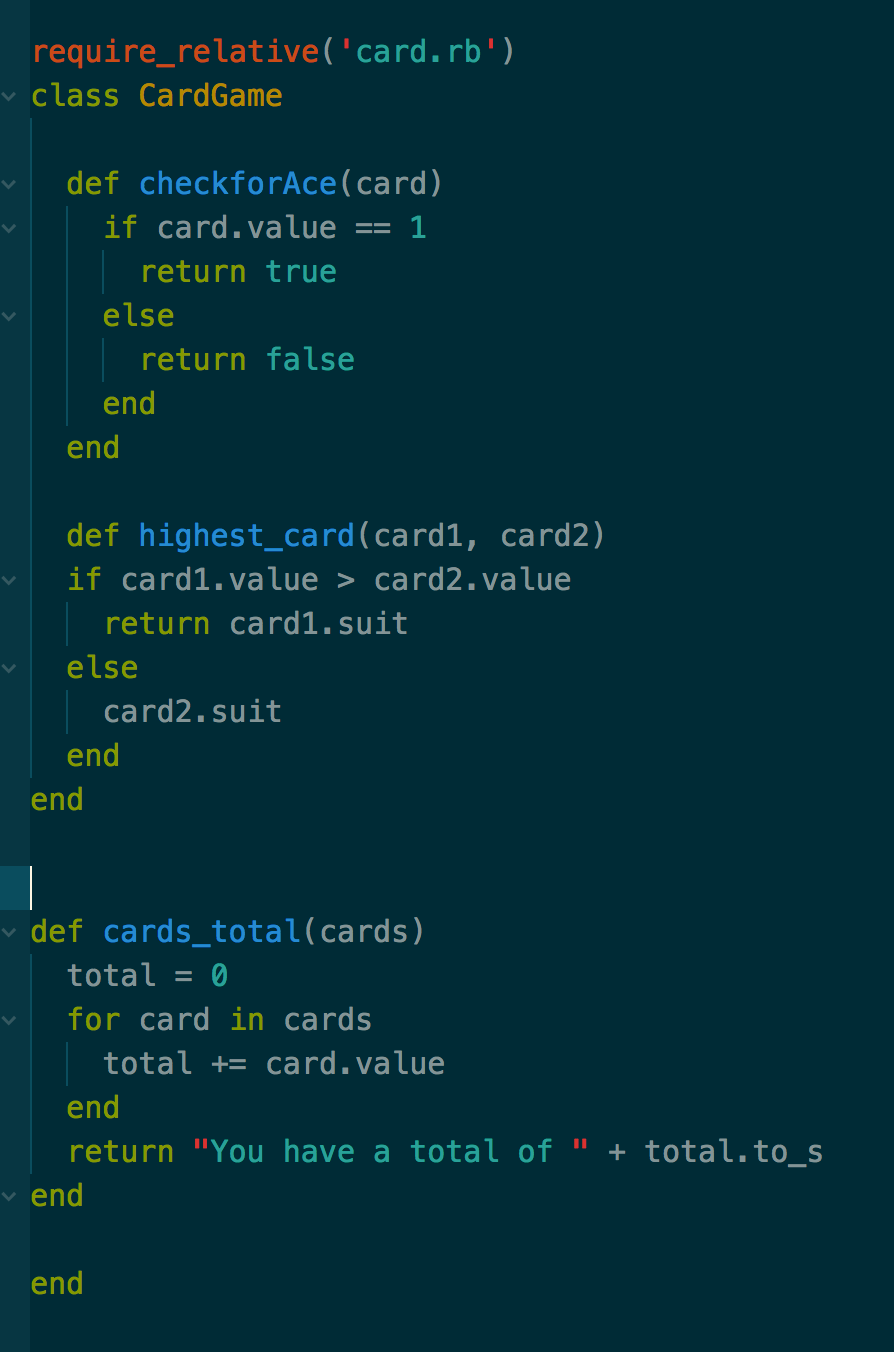 require_relative('card.rb')
class CardGame

  def checkforAce(card)
    if card.value == 1
      return true
    else
      return false
    end
  end

  def highest_card(card1, card2)
  if card1.value > card2.value
    return card1.suit
  else
    card2.suit
  end
end


def cards_total(cards)
  total = 0
  for card in cards
    total += card.value
  end
  return "You have a total of " + total.to_s
end

end